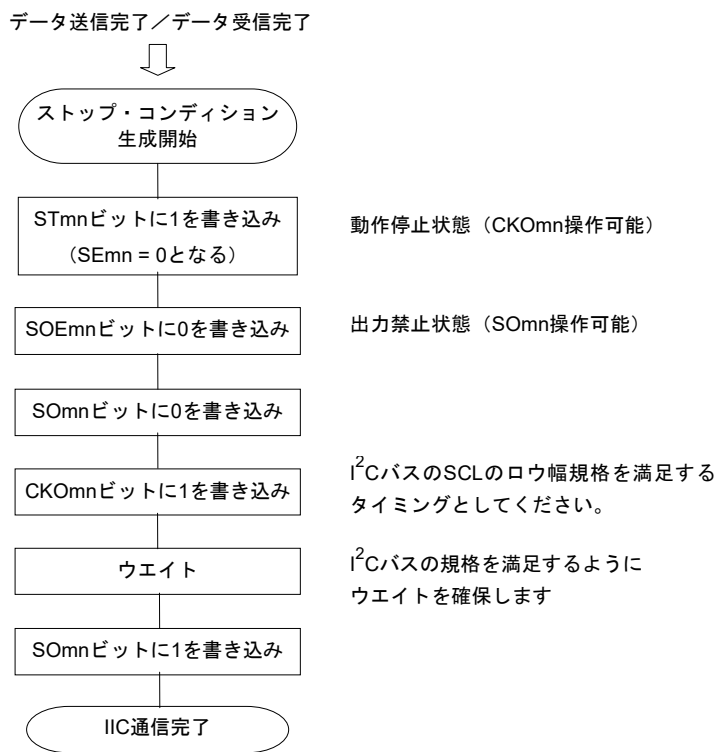 データ送信完了／データ受信完了
ストップ・コンディション
生成開始
STmnビットに1を書き込み
（SEmn = 0となる）
動作停止状態（CKOmn操作可能）
SOEmnビットに0を書き込み
出力禁止状態（SOmn操作可能）
SOmnビットに0を書き込み
CKOmnビットに1を書き込み
I²CバスのSCLのロウ幅規格を満足する
タイミングとしてください。
ウエイト
I²Cバスの規格を満足するように
ウエイトを確保します
SOmnビットに1を書き込み
IIC通信完了